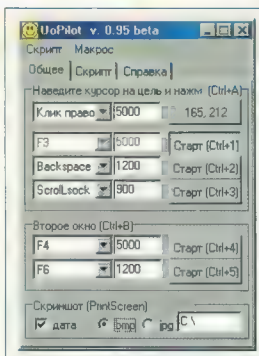 UoPilot v. 0.95 beta
Скрипт Макрос
Общее Скрипт Справка
Наведите курсор на цель и нажм (Ctrl+A)
Клик право 5000 165, 212
F3 5000 Старт (Ctrl+1)
Backspace 1200 Старт (Ctrl+2)
ScrolLsock 900 Старт (Ctrl+3)
Второе окно (Ctrl+B)
F4 5000 Старт (Ctrl+4)
F6 1200 Старт (Ctrl+5)
Скриншот (PrintScreen)
дата bmp jpg C:\